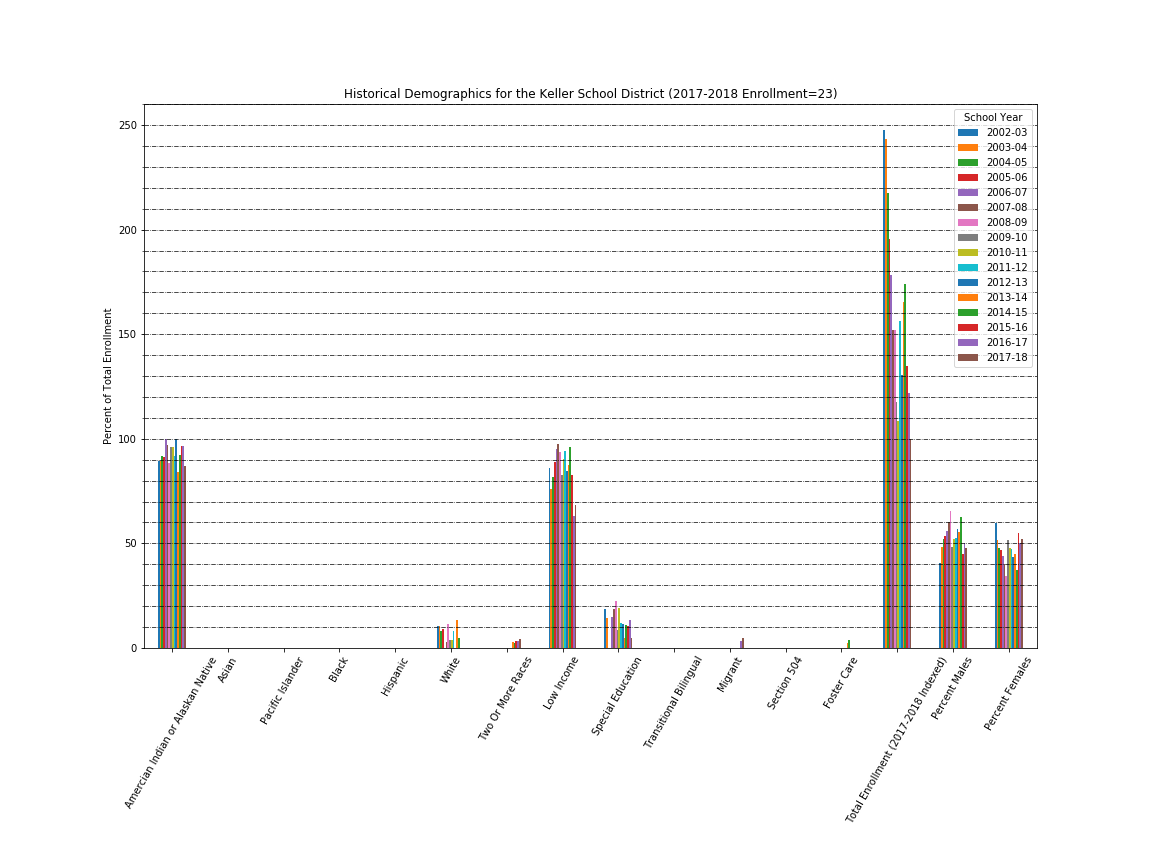 Historical Demographics for the Keller School District (2017-2018 Enrollment=23)
Percent of Total Enrollment
250
200
150
100
50
0
School Year
2002-03
2003-04
2004-05
2005-06
2006-07
2007-08
2008-09
2009-10
2010-11
2011-12
2012-13
2013-14
2014-15
2015-16
2016-17
2017-18
Amercian Indian or Alaskan Native
Asian
Pacific Islander
Black
Hispanic
White
Two Or More Races
Low Income
Special Education
Transitional Bilingual
Migrant
Section 504
Foster Care
Total Enrollment (2017-2018 Indexed)
Percent Males
Percent Females